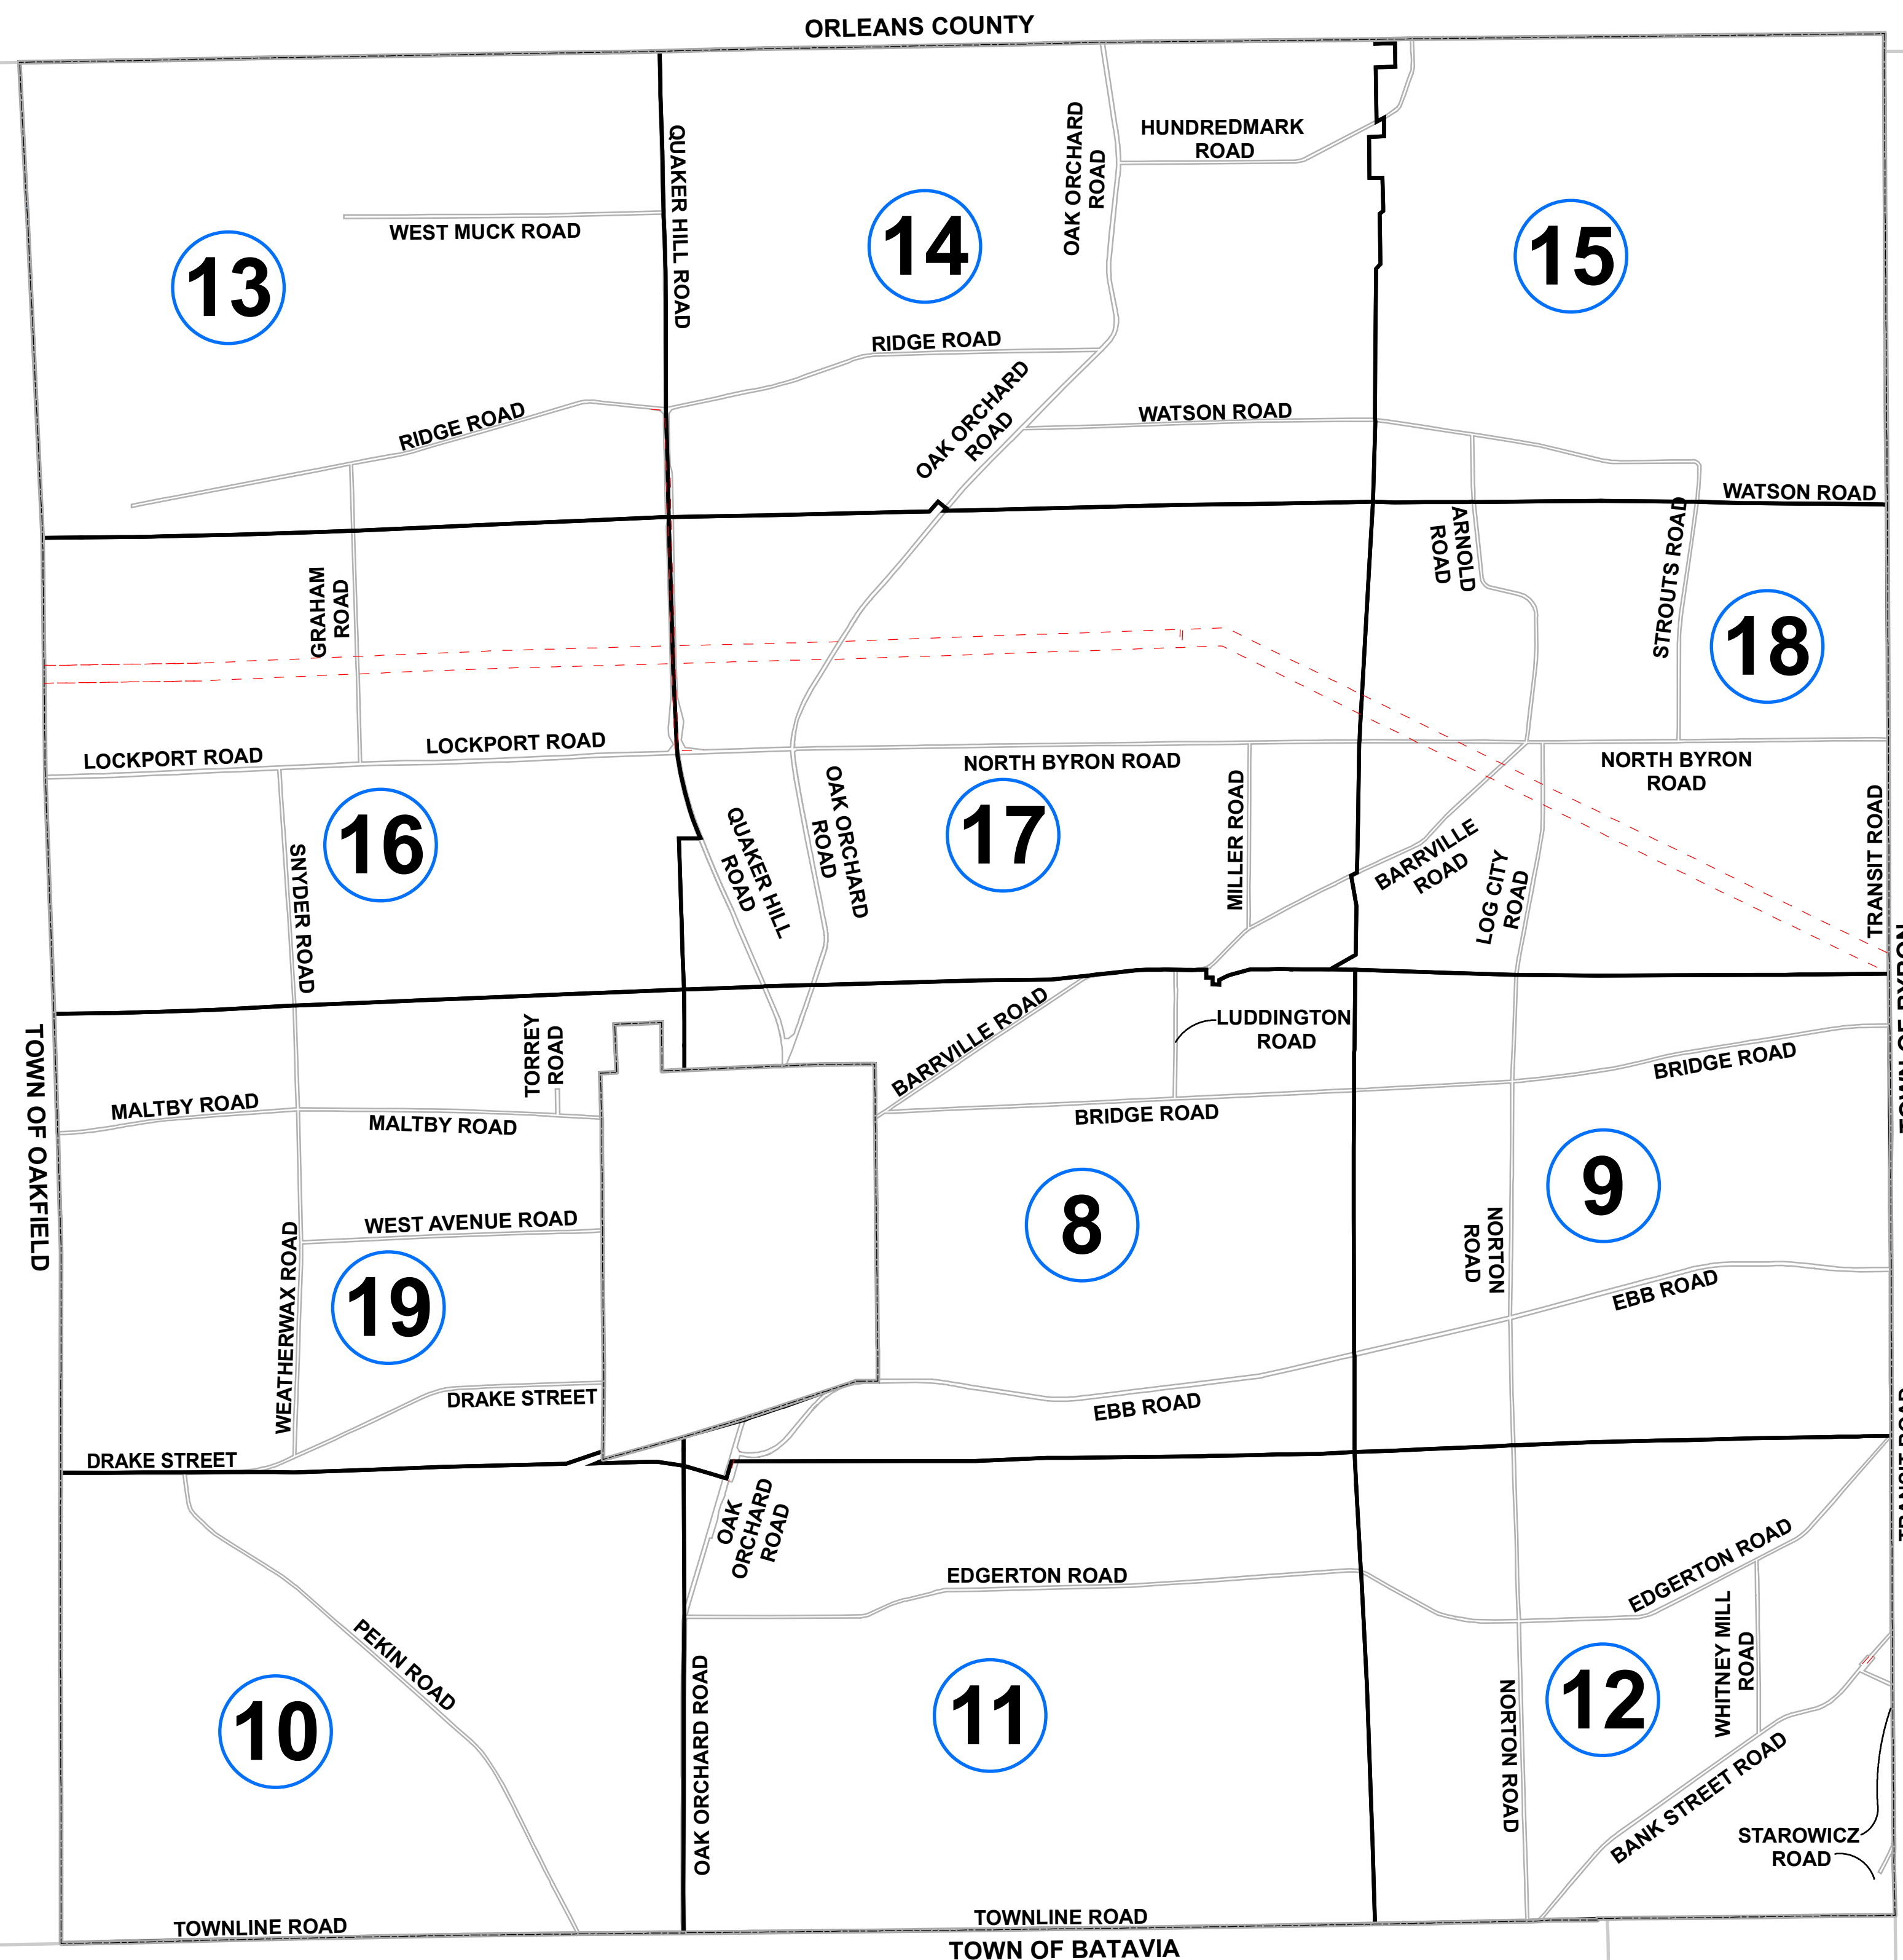 ORLEANS COUNTY
HUNDREDMARK
ROAD
OAK ORCHARD
ROAD
QUAKER HILL ROAD
WEST MUCK ROAD
13
14
15
RIDGE ROAD
RIDGE ROAD
OAK ORCHARD
ROAD
WATSON ROAD
WATSON ROAD
ARNOLD
ROAD
STROUTS ROAD
GRAHAM
ROAD
18
LOCKPORT ROAD
LOCKPORT ROAD
NORTH BYRON ROAD
NORTH BYRON
ROAD
16
17
SNYDER ROAD
QUAKER HILL
ROAD
OAK ORCHARD
ROAD
MILLER ROAD
BARRVILLE
ROAD
LOG CITY
ROAD
TRANSIT ROAD
TOWN OF BYRON
TOWN OF OAKFIELD
TORREY
ROAD
BARRVILLE ROAD
LUDDINGTON
ROAD
BRIDGE ROAD
MALTBY ROAD
MALTBY ROAD
BRIDGE ROAD
8
9
WEST AVENUE ROAD
WEATHERWAX ROAD
19
NORTON
ROAD
EBB ROAD
DRAKE STREET
EBB ROAD
DRAKE STREET
TRANSIT ROAD
OAK
ORCHARD
ROAD
EDGERTON ROAD
EDGERTON ROAD
PEKIN ROAD
WHITNEY MILL
ROAD
10
11
12
OAK ORCHARD ROAD
NORTON ROAD
BANK STREET ROAD
STAROWICZ
ROAD
TOWNLINE ROAD
TOWNLINE ROAD
TOWN OF BATAVIA